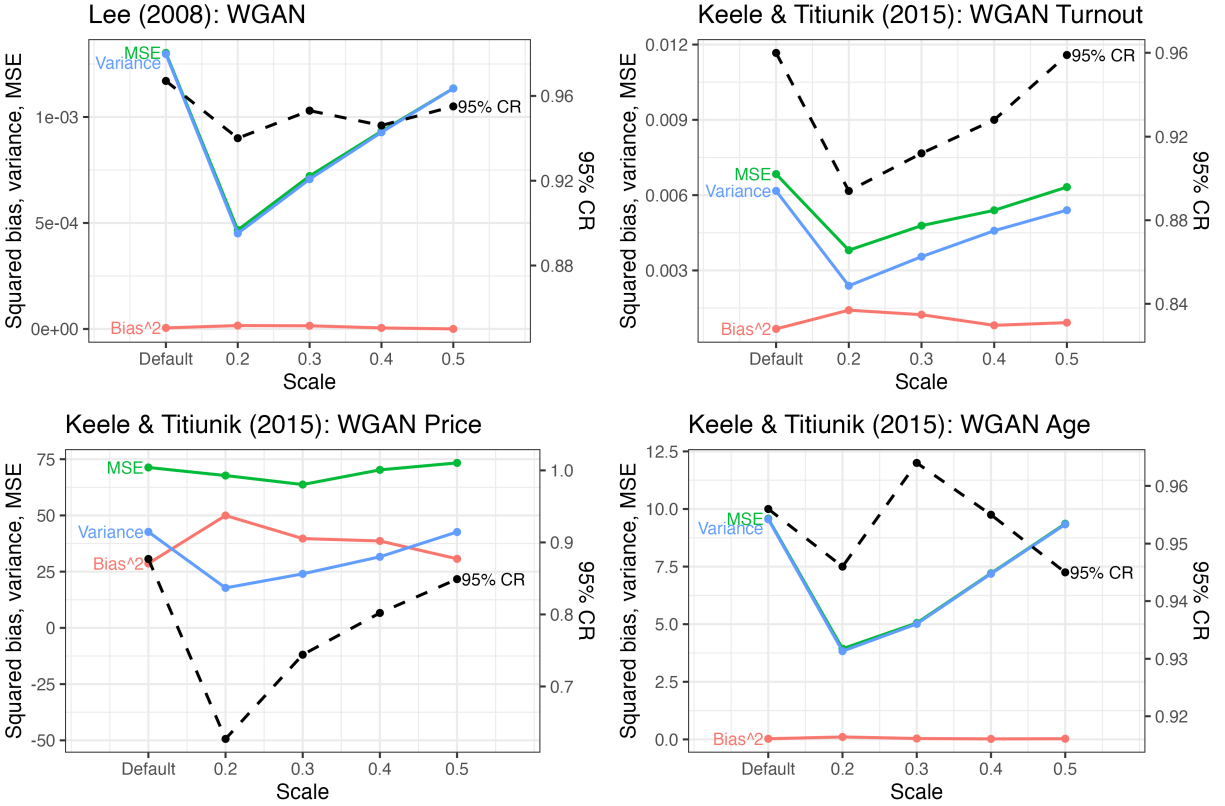 Lee (2008): WGAN
Squared bias, variance, MSE
1e-03
5e-04
0e+00
MSE
Variance
Bias^2
95% CR
0.96
0.92
0.88
95% CR
Default 0.2 0.3 0.4 0.5
Scale
Keele & Titiunik (2015): WGAN Turnout
Squared bias, variance, MSE
0.012
0.009
0.006
0.003
MSE
Variance
Bias^2
95% CR
0.96
0.92
0.88
0.84
95% CR
Default 0.2 0.3 0.4 0.5
Scale
Keele & Titiunik (2015): WGAN Price
Squared bias, variance, MSE
75
50
25
0
-25
-50
MSE
Variance
Bias^2
95% CR
1.0
0.9
0.8
0.7
95% CR
Default 0.2 0.3 0.4 0.5
Scale
Keele & Titiunik (2015): WGAN Age
Squared bias, variance, MSE
12.5
10.0
7.5
5.0
2.5
0.0
MSE
Variance
Bias^2
95% CR
0.96
0.95
0.94
0.93
0.92
95% CR
Default 0.2 0.3 0.4 0.5
Scale